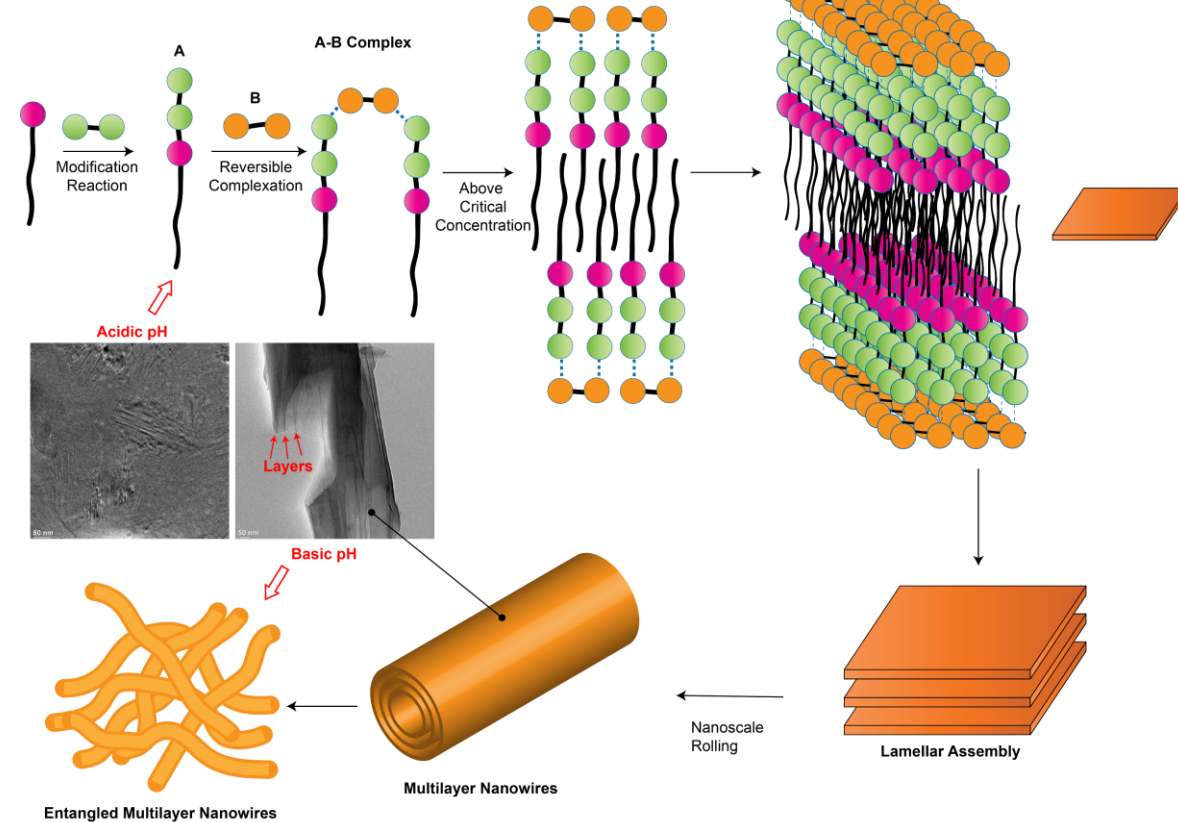 A-B Complex
A
B
Modification
Reaction
Reversible
Complexation
Above
Critical
Concentration
Acidic pH
Layers
50 nm
50 nm
Basic pH
Nanoscale
Rolling
Lamellar Assembly
Multilayer Nanowires
Entangled Multilayer Nanowires